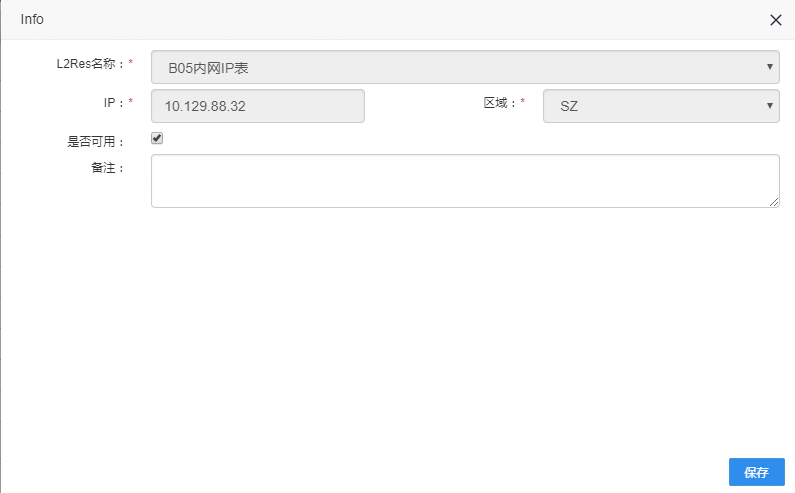 Info
L2Res名称：* B05内网IP表
IP：* 10.129.88.32 区域：* SZ
是否可用：
备注：
保存